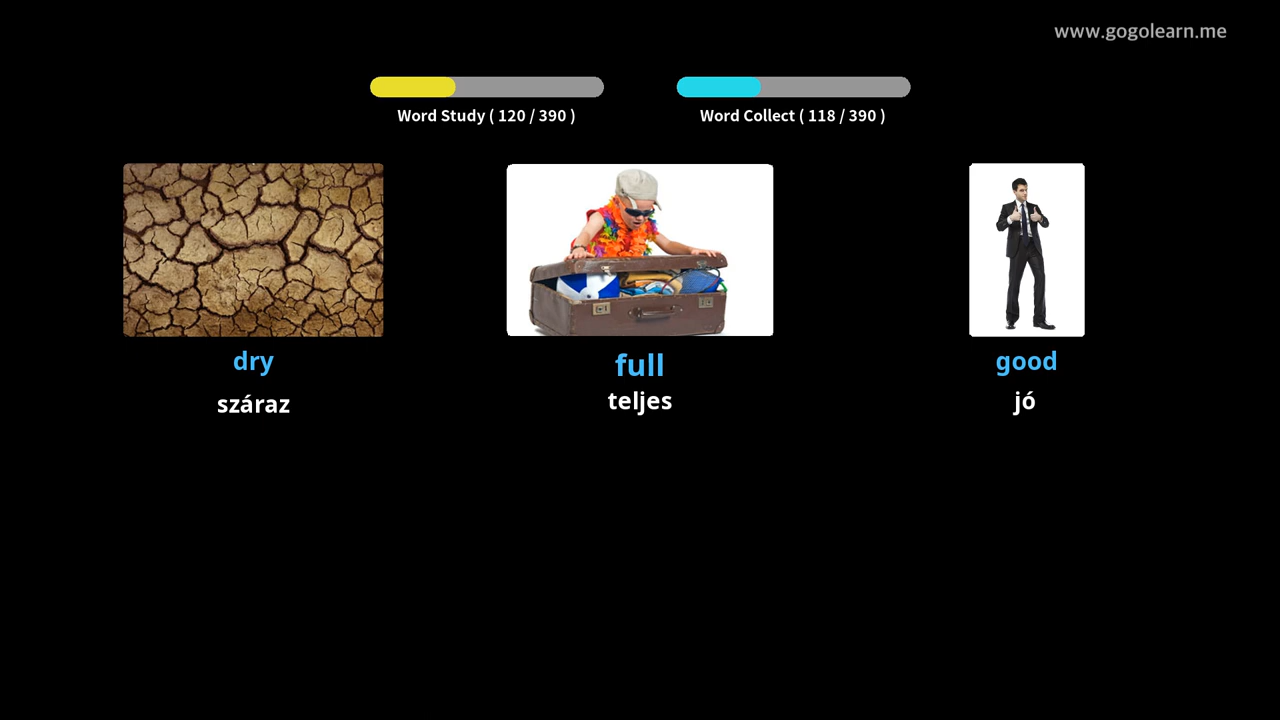 www.gogolearn.me
Word Study ( 120 / 390 )
Word Collect ( 118 / 390 )
dry
full
good
száraz
teljes
jó